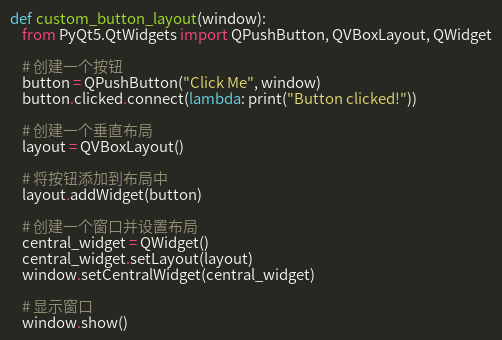 def custom_button_layout(window):
from PyQt5.QtWidgets import QPushButton, QVBoxLayout, QWidget
# 创建一个按钮
button = QPushButton("Click Me", window)
button.clicked.connect(lambda: print("Button clicked!"))
# 创建一个垂直布局
layout = QVBoxLayout()
# 将按钮添加到布局中
layout.addWidget(button)
# 创建一个窗口并设置布局
central_widget = QWidget()
central_widget.setLayout(layout)
window.setCentralWidget(central_widget)
# 显示窗口
window.show()